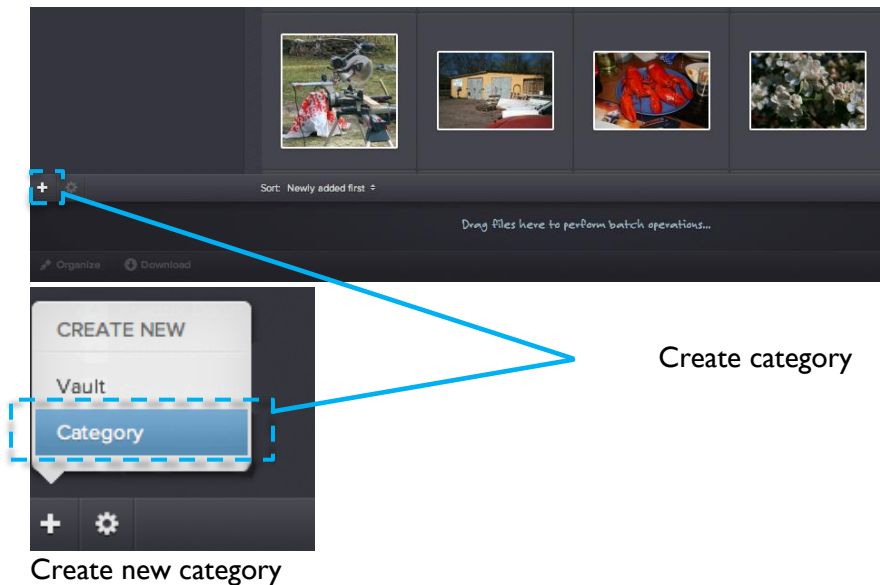 Sort: Newly added first
Drag files here to perform batch operations...
Organize Download
CREATE NEW
Vault
Category
Create category
Create new category